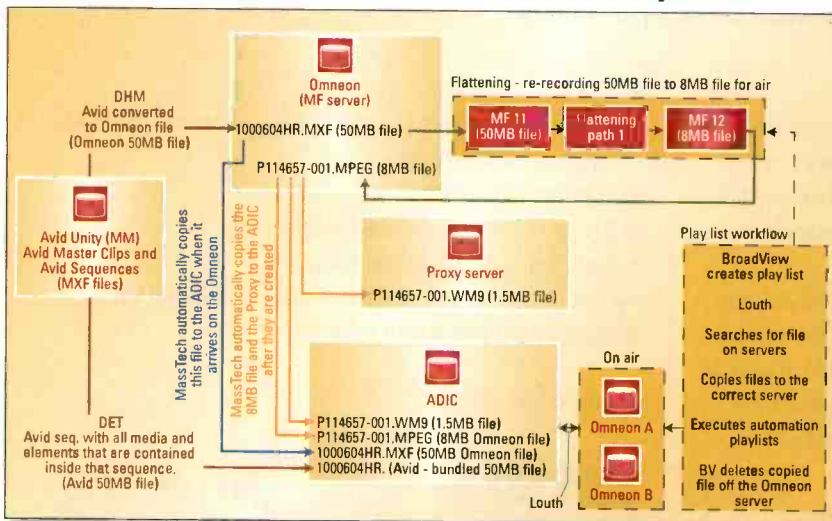 DHM
Avid converted
to Omneon file
(Omneon 50MB file)
Avid Unity (MM)
Avid Master Clips and
Avid Sequences
(MXF files)
DET
Avid seq. with all media and
elements that are contained
inside that sequence.
(Avid 50MB file)
Omneon
(MF server)
1000604HR.MXF (50MB file)
P114657-001.MPEG (8MB file)
MassTech automatically copies
this file to the ADIC when it
arrives on the Omneon
MassTech automatically copies the
8MB file and the Proxy to the ADIC
after they are created
Flattening - re-recording 50MB file to 8MB file for air
MF 11
(50MB file)
Flattening
path 1
MF 12
(8MB file)
Proxy server
P114657-001.WM9 (1.5MB file)
ADIC
P114657-001.WM9 (1.5MB file)
P114657-001.MPEG (8MB Omneon file)
1000604HR.MXF (50MB Omneon file)
1000604HR. (Avid - bundled 50MB file)
Louth
On air
Omneon A
Omneon B
Play list workflow
BroadView
creates play list
Louth
Searches for file
on servers
Copies files to the
correct server
Executes automation
playlists
BV deletes copied
file off the Omneon
server